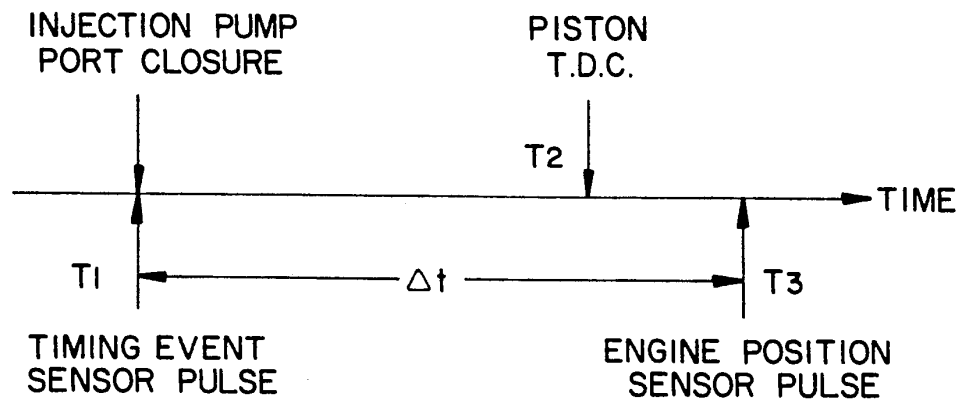 INJECTION PUMP
PORT CLOSURE
PISTON
T.D.C.
T2
TIME
T1
Δt
T3
TIMING EVENT
SENSOR PULSE
ENGINE POSITION
SENSOR PULSE